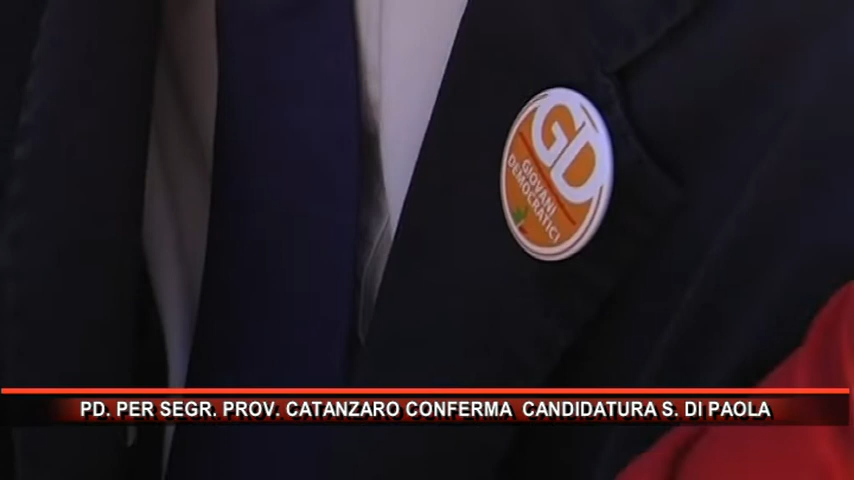 GD
GIOVANI
DEMOCRATICI
PD. PER SEGR. PROV. CATANZARO CONFERMA CANDIDATURA S. DI PAOLA